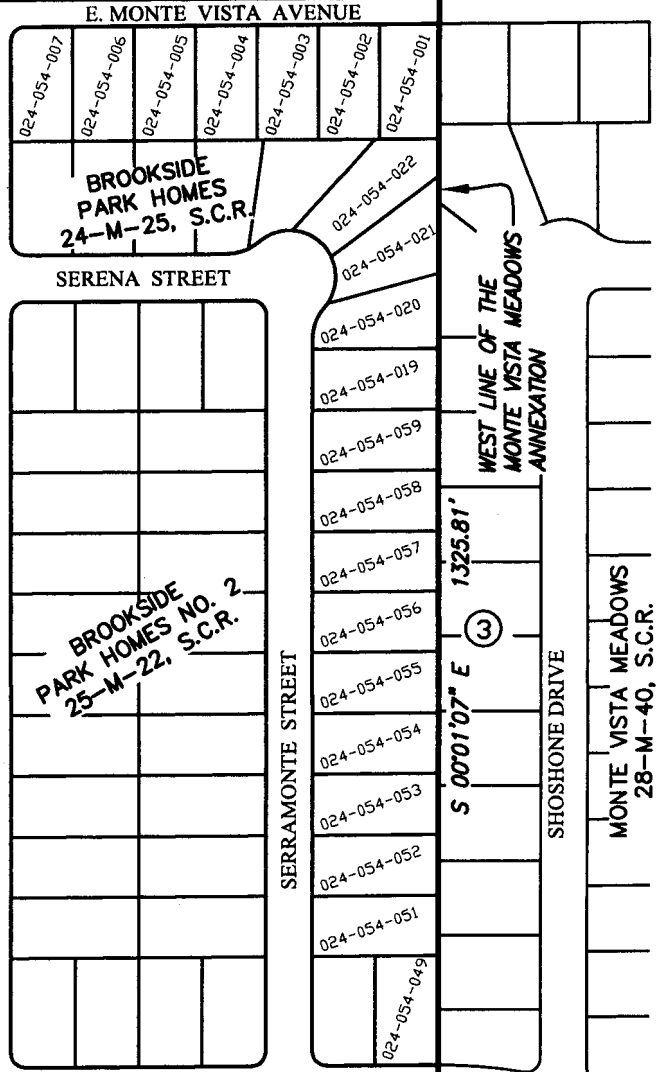 E. MONTE VISTA AVENUE
024-054-007
024-054-006
024-054-005
024-054-004
024-054-003
024-054-002
024-054-001
BROOKSIDE
PARK HOMES
24-M-25, S.C.R.
024-054-022
024-054-021
SERENA STREET
024-054-020
024-054-019
024-054-059
024-054-058
024-054-057
024-054-056
024-054-055
024-054-054
024-054-053
024-054-052
024-054-051
024-054-049
WEST LINE OF THE
MONTE VISTA MEADOWS
ANNEXATION
BROOKSIDE
PARK HOMES NO. 2
25-M-22, S.C.R.
SERRAMONTE STREET
S 00°01'07" E 1325.81'
3
SHOSHONE DRIVE
MONTE VISTA MEADOWS
28-M-40, S.C.R.